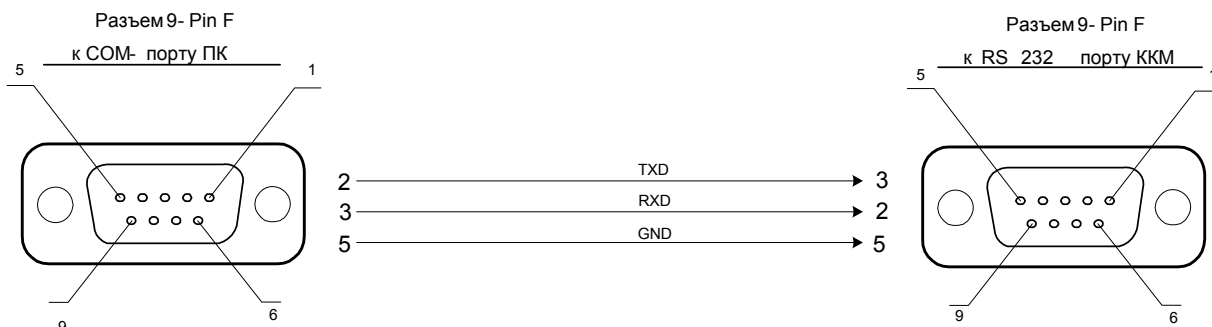 Разъем 9- Pin F
к COM- порту ПК
5
1
9
6
2 TXD 3
3 RXD 2
5 GND 5
Разъем 9- Pin F
к RS 232 порту ККМ
5
1
9
6